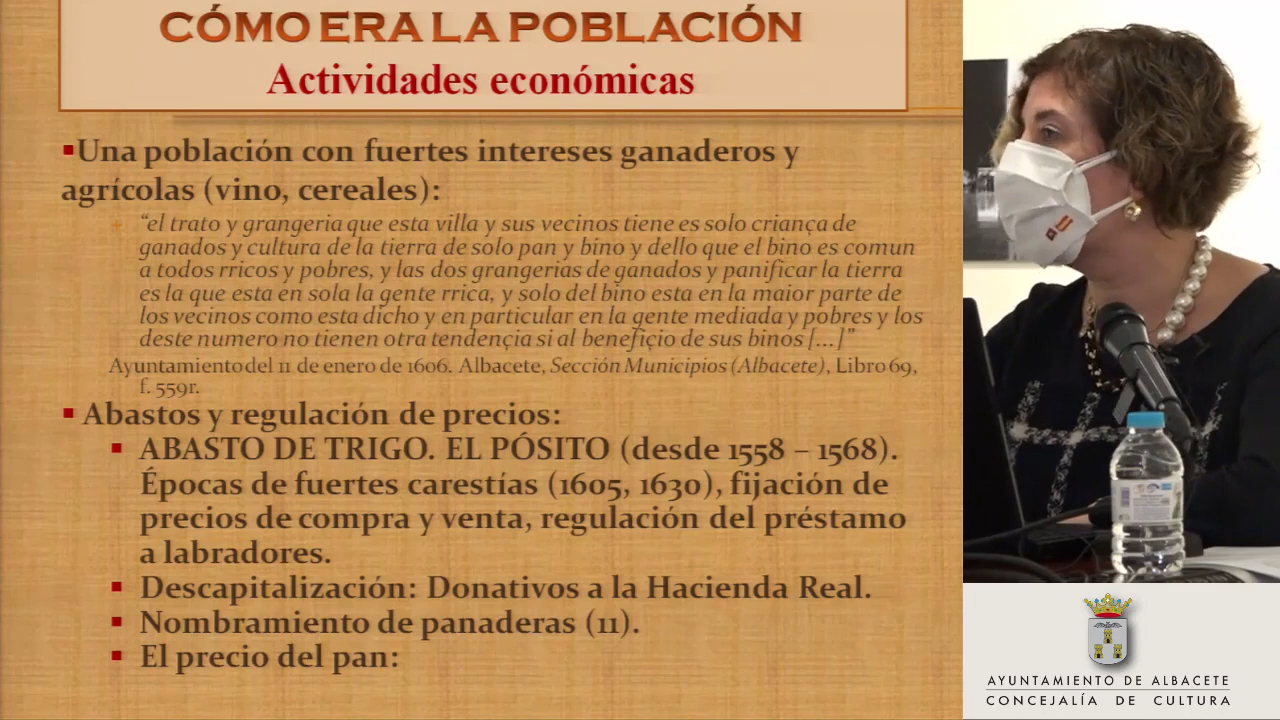 CÓMO ERA LA POBLACIÓN
Actividades económicas
▪Una población con fuertes intereses ganaderos y
agrícolas (vino, cereales):
“el trato y grangeria que esta villa y sus vecinos tiene es solo criança de
ganados y cultura de la tierra de solo pan y bino y dello que el bino es comun
a todos rricos y pobres, y las dos grangerias de ganados y panificar la tierra
es la que esta en sola la gente rrica, y solo del bino esta en la maior parte de
los vecinos como esta dicho y en particular en la gente mediada y pobres y los
deste numero no tienen otra tendençia si al benefiçio de sus binos [...]”
Ayuntamiento del 11 de enero de 1606. Albacete, Sección Municipios (Albacete), Libro 69,
f. 559r.
▪ Abastos y regulación de precios:
▪ ABASTO DE TRIGO. EL PÓSITO (desde 1558 – 1568).
Épocas de fuertes carestías (1605, 1630), fijación de
precios de compra y venta, regulación del préstamo
a labradores.
▪ Descapitalización: Donativos a la Hacienda Real.
▪ Nombramiento de panaderas (11).
▪ El precio del pan:
AYUNTAMIENTO DE ALBACETE
CONCEJALÍA DE CULTURA